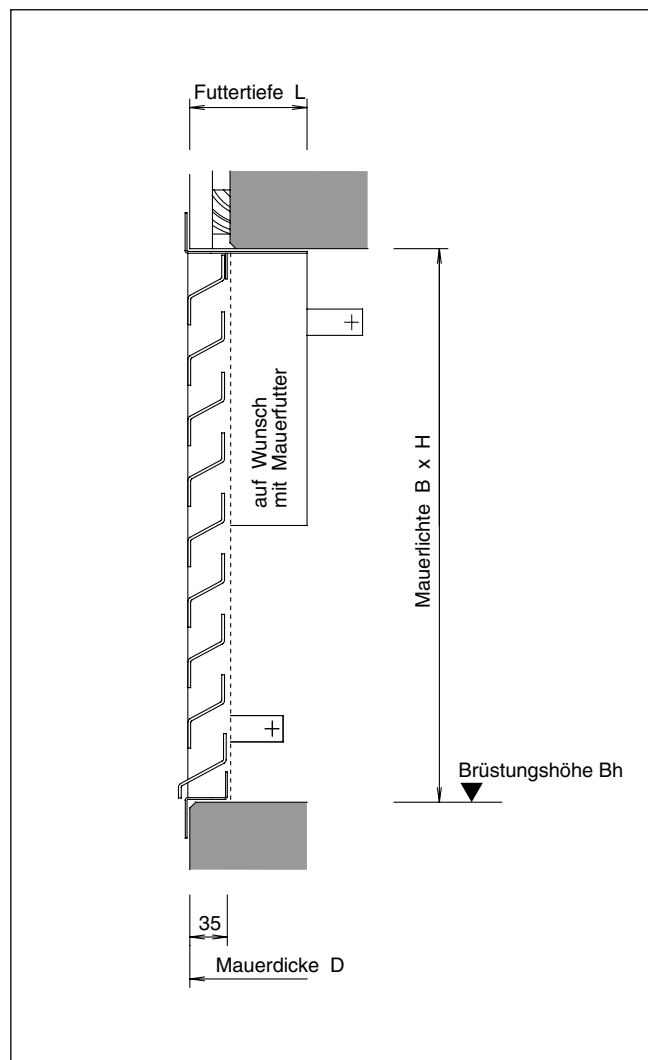 Futtertiefe L
auf Wunsch
mit Mauerfutter
Mauerlichte B x H
Brüstungshöhe Bh
35
Mauerdicke D